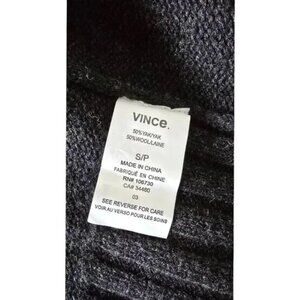 VINCE.
50%YAK/YAK
50%WOOL/LAINE
S/P
MADE IN CHINA
FABRIQUÉ EN CHINE
RN# 106730
CA# 34480
03
SEE REVERSE FOR CARE
VOIR AU VERSO POUR LES SOINS